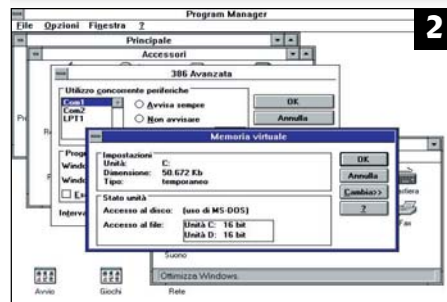 Program Manager
2
File Opzioni Finestra ?
Principale
Accessori
386 Avanzata
Utilizzo concorrente periferiche
Com1
Com2
LPT1
Avvisa sempre
Non avvisare
OK
Annulla
Memoria virtuale
Impostazioni
Unità: C:
Dimensione: 50.672 Kb
Tipo: temporaneo
OK
Annulla
Cambia>>
?
Stato unità
Accesso al disco: (uso di MS-DOS)
Accesso al file: Unità C: 16 bit
Unità D: 16 bit
Fax
Suono
Ottimizza Windows.
Avvio
Giochi
Rete